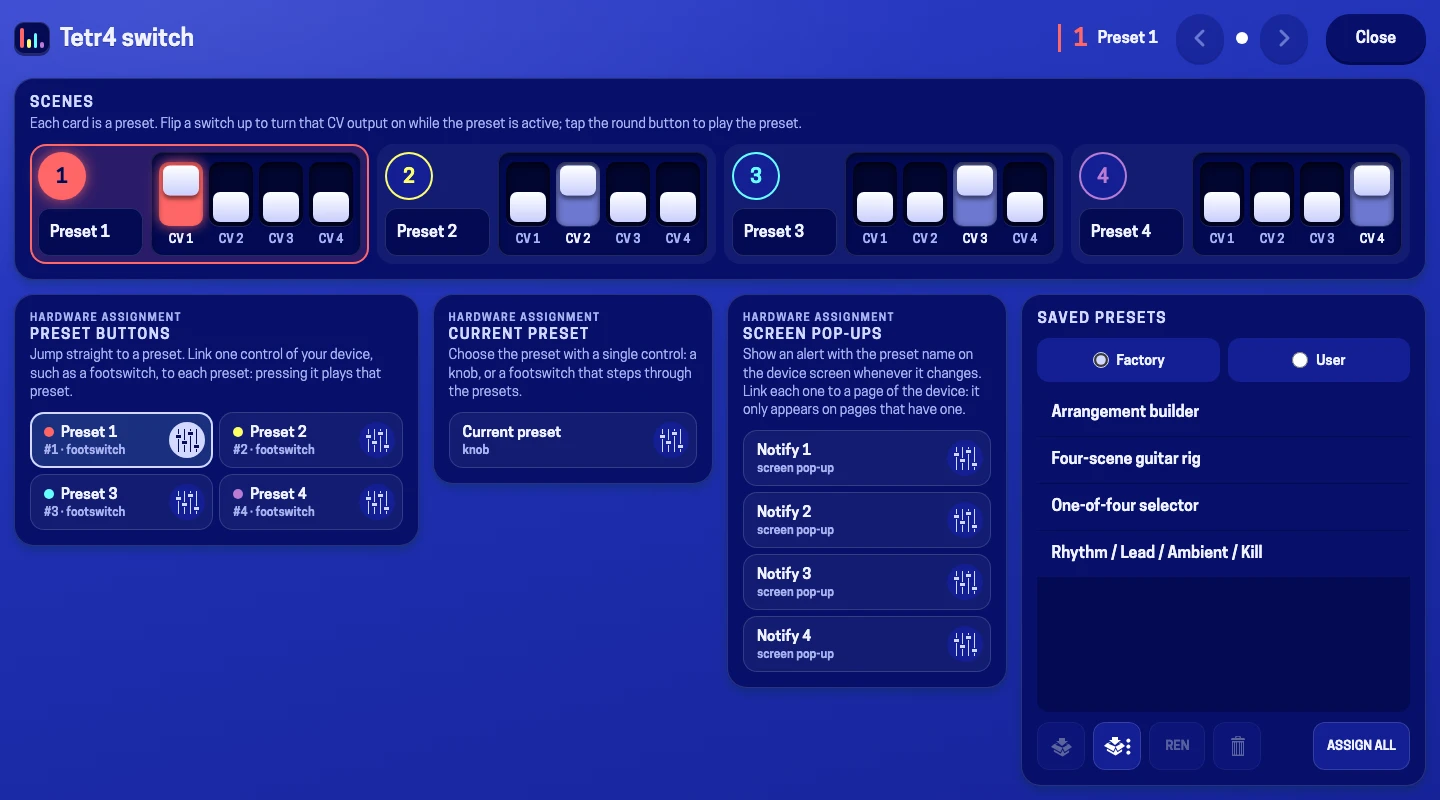 Tetr4 switch
1 Preset 1
Close
SCENES
Each card is a preset. Flip a switch up to turn that CV output on while the preset is active; tap the round button to play the preset.
1
Preset 1
CV 1 CV 2 CV 3 CV 4
2
Preset 2
CV 1 CV 2 CV 3 CV 4
3
Preset 3
CV 1 CV 2 CV 3 CV 4
4
Preset 4
CV 1 CV 2 CV 3 CV 4
HARDWARE ASSIGNMENT
PRESET BUTTONS
Jump straight to a preset. Link one control of your device,
such as a footswitch, to each preset: pressing it plays that
preset.
Preset 1
#1 · footswitch
Preset 2
#2 · footswitch
Preset 3
#3 · footswitch
Preset 4
#4 · footswitch
HARDWARE ASSIGNMENT
CURRENT PRESET
Choose the preset with a single control: a
knob, or a footswitch that steps through
the presets.
Current preset
knob
HARDWARE ASSIGNMENT
SCREEN POP-UPS
Show an alert with the preset name on
the device screen whenever it changes.
Link each one to a page of the device: it
only appears on pages that have one.
Notify 1
screen pop-up
Notify 2
screen pop-up
Notify 3
screen pop-up
Notify 4
screen pop-up
SAVED PRESETS
Factory
User
Arrangement builder
Four-scene guitar rig
One-of-four selector
Rhythm / Lead / Ambient / Kill
REN
ASSIGN ALL